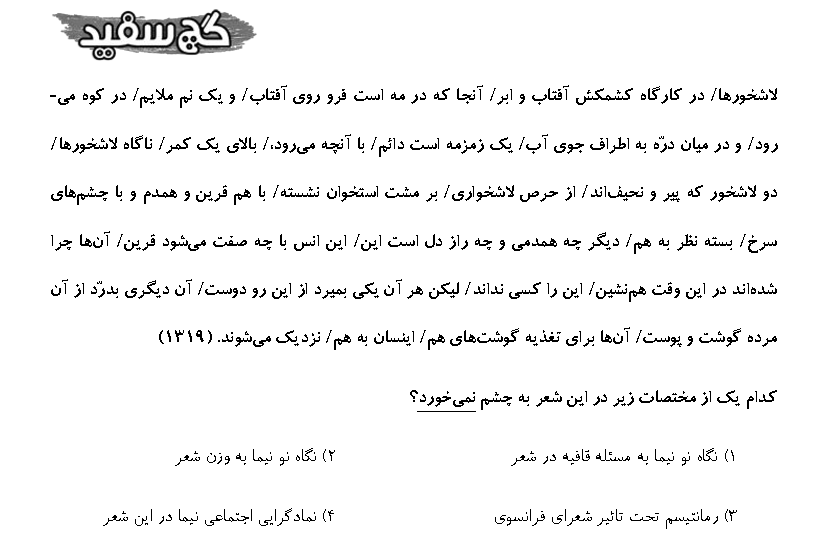 گچ سفید
لاشخورها/ در کارگاه کشمکش آفتاب و ابر/ آنجا که در مه است فرو روی آفتاب/ و یک نم ملایم/ در کوه می-
رود/ و در میان درّه به اطراف جوی آب/ یک زمزمه است دائم/ با آنچه می‌رود،/ بالای یک کمر/ ناگاه لاشخورها/
دو لاشخور که پیر و نحیف‌اند/ از حرص لاشخواری/ بر مشت استخوان نشسته/ با هم قرین و همدم و با چشم‌های
سرخ/ بسته نظر به هم/ دیگر چه همدمی و چه راز دل است این/ این انس با چه صفت می‌شود قرین/ آن‌ها چرا
شده‌اند در این وقت هم‌نشین/ این را کسی نداند/ لیکن هر آن یکی بمیرد از این رو دوست/ آن دیگری بدرّد از آن
مرده گوشت و پوست/ آن‌ها برای تغذیه گوشت‌های هم/ اینسان به هم/ نزدیک می‌شوند. (۱۳۱۹)
کدام یک از مختصات زیر در این شعر به چشم نمی‌خورد؟
۱) نگاه نو نیما به مسئله قافیه در شعر ۲) نگاه نو نیما به وزن شعر
۳) رمانتیسم تحت تاثیر شعرای فرانسوی ۴) نمادگرایی اجتماعی نیما در این شعر